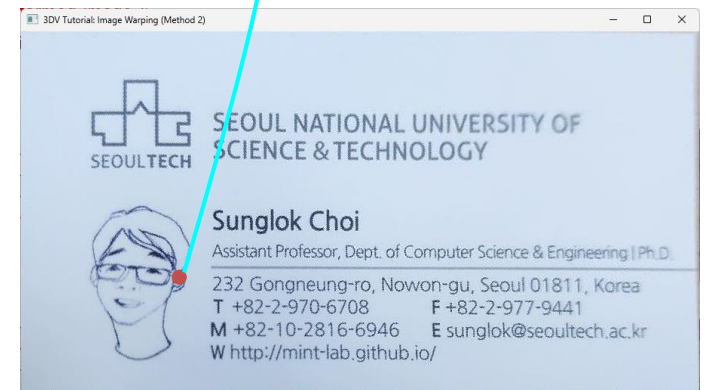 3DV Tutorial: Image Warping (Method 2)
SEOULTECH
SEOUL NATIONAL UNIVERSITY OF
SCIENCE & TECHNOLOGY
Sunglok Choi
Assistant Professor, Dept. of Computer Science & Engineering | Ph.D.
232 Gongneung-ro, Nowon-gu, Seoul 01811, Korea
T +82-2-970-6708 F +82-2-977-9441
M +82-10-2816-6946 E sunglok@seoultech.ac.kr
W http://mint-lab.github.io/